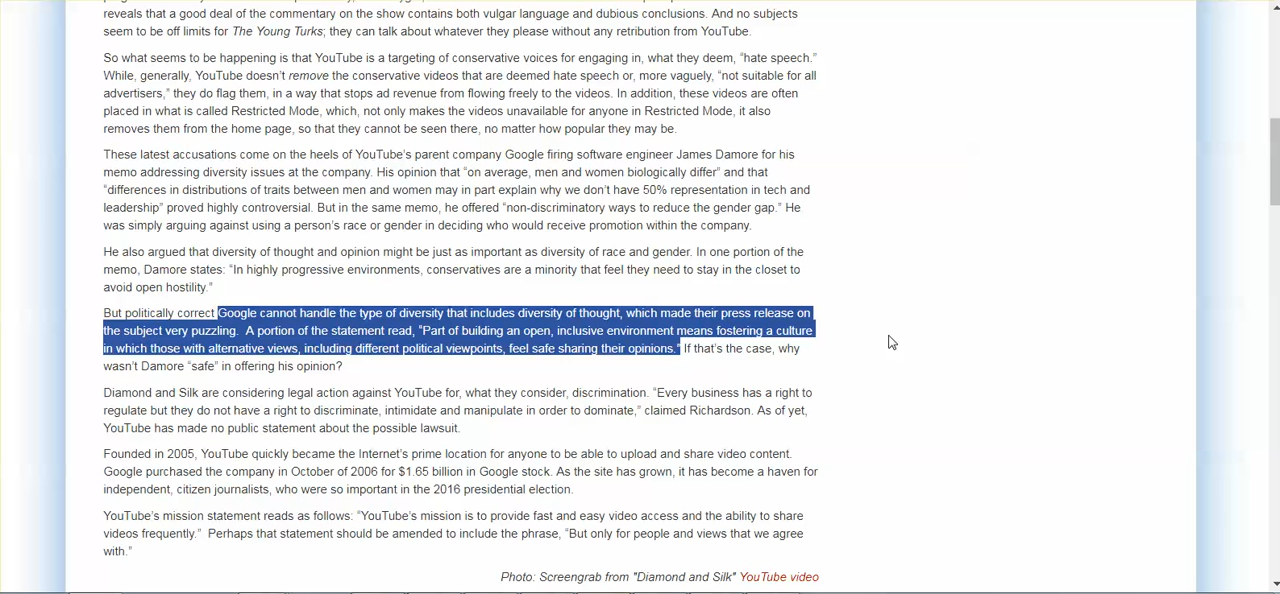 reveals that a good deal of the commentary on the show contains both vulgar language and dubious conclusions. And no subjects
seem to be off limits for The Young Turks; they can talk about whatever they please without any retribution from YouTube.
So what seems to be happening is that YouTube is a targeting of conservative voices for engaging in, what they deem, “hate speech.”
While, generally, YouTube doesn’t remove the conservative videos that are deemed hate speech or, more vaguely, “not suitable for all
advertisers,” they do flag them, in a way that stops ad revenue from flowing freely to the videos. In addition, these videos are often
placed in what is called Restricted Mode, which, not only makes the videos unavailable for anyone in Restricted Mode, it also
removes them from the home page, so that they cannot be seen there, no matter how popular they may be.
These latest accusations come on the heels of YouTube’s parent company Google firing software engineer James Damore for his
memo addressing diversity issues at the company. His opinion that “on average, men and women biologically differ” and that
“differences in distributions of traits between men and women may in part explain why we don’t have 50% representation in tech and
leadership” proved highly controversial. But in the same memo, he offered “non-discriminatory ways to reduce the gender gap.” He
was simply arguing against using a person’s race or gender in deciding who would receive promotion within the company.
He also argued that diversity of thought and opinion might be just as important as diversity of race and gender. In one portion of the
memo, Damore states: “In highly progressive environments, conservatives are a minority that feel they need to stay in the closet to
avoid open hostility.”
But politically correct Google cannot handle the type of diversity that includes diversity of thought, which made their press release on
the subject very puzzling.  A portion of the statement read, “Part of building an open, inclusive environment means fostering a culture
in which those with alternative views, including different political viewpoints, feel safe sharing their opinions.” If that’s the case, why
wasn’t Damore “safe” in offering his opinion?
Diamond and Silk are considering legal action against YouTube for, what they consider, discrimination. “Every business has a right to
regulate but they do not have a right to discriminate, intimidate and manipulate in order to dominate,” claimed Richardson. As of yet,
YouTube has made no public statement about the possible lawsuit.
Founded in 2005, YouTube quickly became the Internet’s prime location for anyone to be able to upload and share video content.
Google purchased the company in October of 2006 for $1.65 billion in Google stock. As the site has grown, it has become a haven for
independent, citizen journalists, who were so important in the 2016 presidential election.
YouTube’s mission statement reads as follows: “YouTube’s mission is to provide fast and easy video access and the ability to share
videos frequently.”  Perhaps that statement should be amended to include the phrase, “But only for people and views that we agree
with.”
Photo: Screengrab from "Diamond and Silk" YouTube video